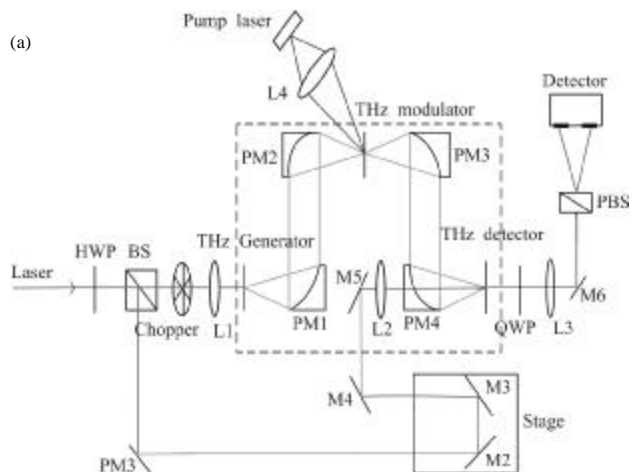 (a)
Pump laser
L4
THz modulator
Detector
PM2
PM3
PBS
HWP BS
THz Generator
THz detector
Laser
M5
M6
Chopper
L1
PM1
L2
PM4
QWP
L3
M4
M3
Stage
M2
PM3